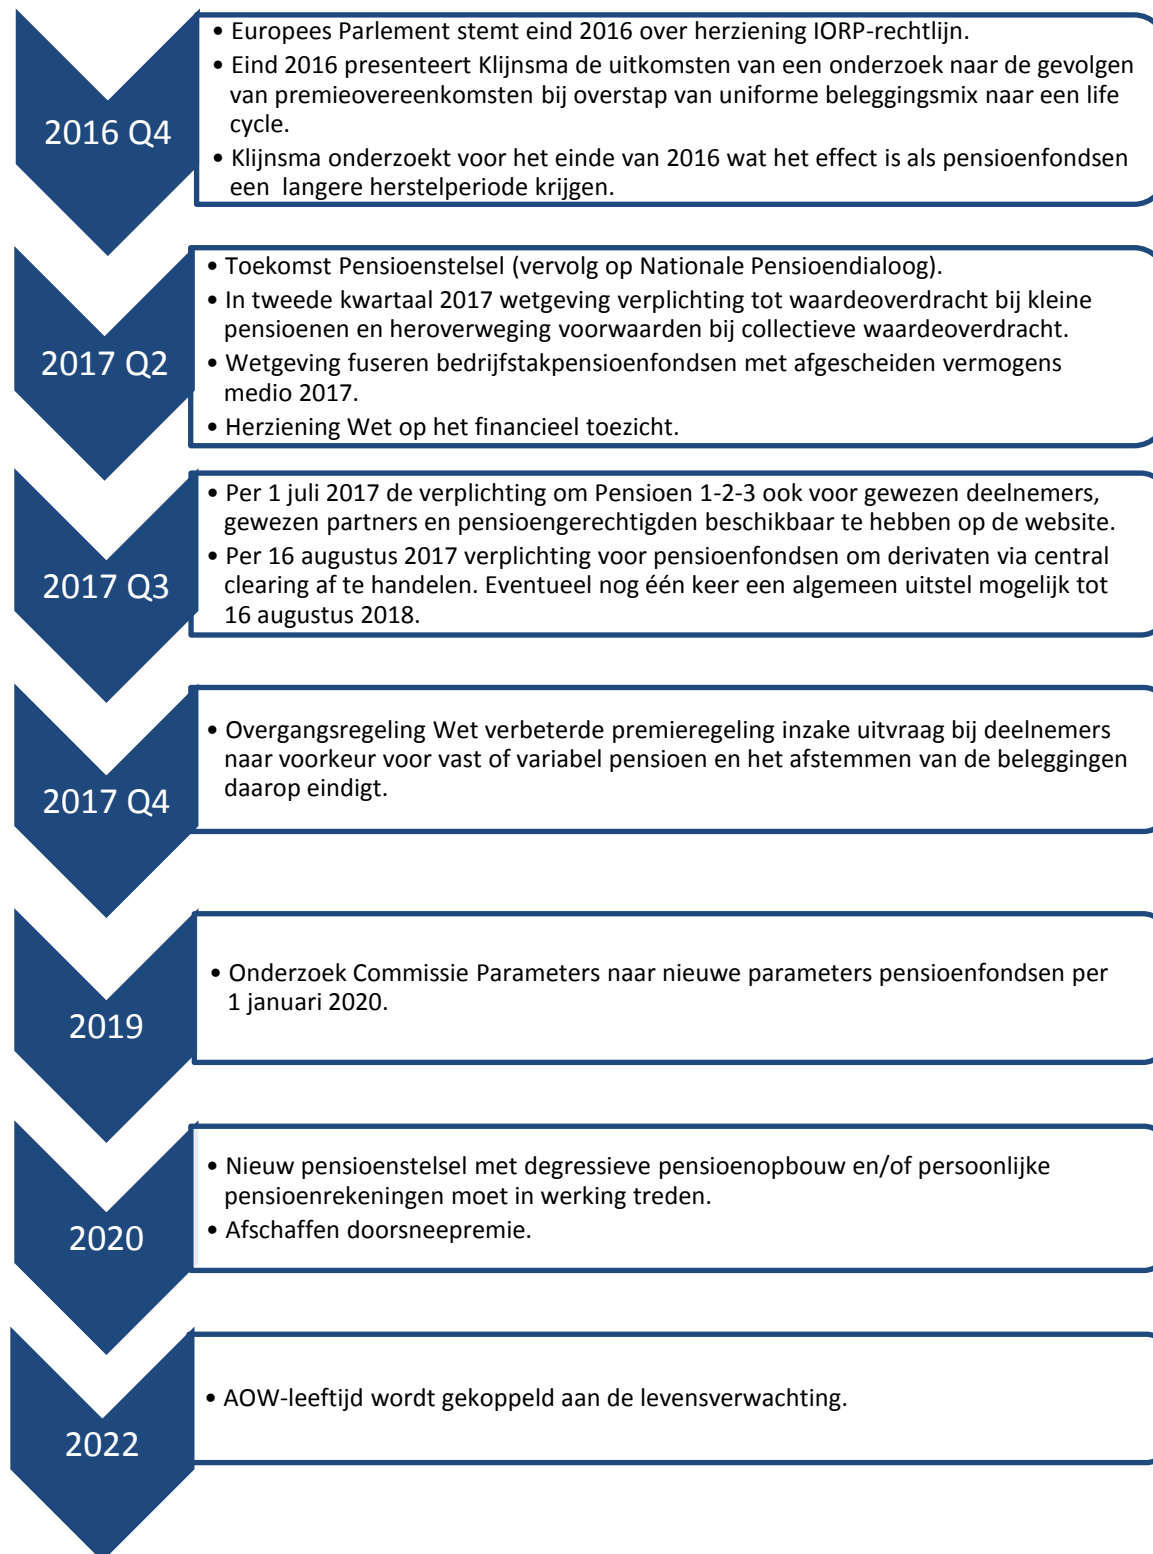 2016 Q4
• Europees Parlement stemt eind 2016 over herziening IORP-rechtlijn.
• Eind 2016 presenteert Klijnsma de uitkomsten van een onderzoek naar de gevolgen
van premieovereenkomsten bij overstap van uniforme beleggingsmix naar een life
cycle.
• Klijnsma onderzoekt voor het einde van 2016 wat het effect is als pensioenfondsen
een langere herstelperiode krijgen.
2017 Q2
• Toekomst Pensioenstelsel (vervolg op Nationale Pensioendialoog).
• In tweede kwartaal 2017 wetgeving verplichting tot waardeoverdracht bij kleine
pensioenen en heroverweging voorwaarden bij collectieve waardeoverdracht.
• Wetgeving fuseren bedrijfstakpensioenfondsen met afgescheiden vermogens
medio 2017.
• Herziening Wet op het financieel toezicht.
2017 Q3
• Per 1 juli 2017 de verplichting om Pensioen 1-2-3 ook voor gewezen deelnemers,
gewezen partners en pensioengerechtigden beschikbaar te hebben op de website.
• Per 16 augustus 2017 verplichting voor pensioenfondsen om derivaten via central
clearing af te handelen. Eventueel nog één keer een algemeen uitstel mogelijk tot
16 augustus 2018.
2017 Q4
• Overgangsregeling Wet verbeterde premieregeling inzake uitvraag bij deelnemers
naar voorkeur voor vast of variabel pensioen en het afstemmen van de beleggingen
daarop eindigt.
2019
• Onderzoek Commissie Parameters naar nieuwe parameters pensioenfondsen per
1 januari 2020.
2020
• Nieuw pensioenstelsel met degressieve pensioenopbouw en/of persoonlijke
pensioenrekeningen moet in werking treden.
• Afschaffen doorsneepremie.
2022
• AOW-leeftijd wordt gekoppeld aan de levensverwachting.